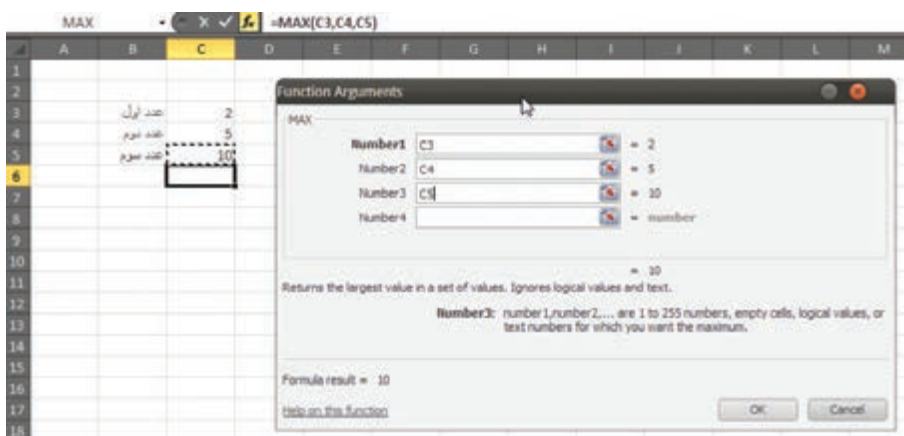 MAX =MAX(C3,C4,C5)
A B C D E F G H I J K L M
1
2
3 عدد اول 2
4 عدد دوم 5
5 عدد سوم 10
6
7
8
9
10
11
12
13
14
15
16
17
18
Function Arguments
MAX
Number1 C3 = 2
Number2 C4 = 5
Number3 C5 = 10
Number4 = number
= 10
Returns the largest value in a set of values. Ignores logical values and text.
Number3: number1,number2,... are 1 to 255 numbers, empty cells, logical values, or
text numbers for which you want the maximum.
Formula result = 10
Help on this function
OK Cancel